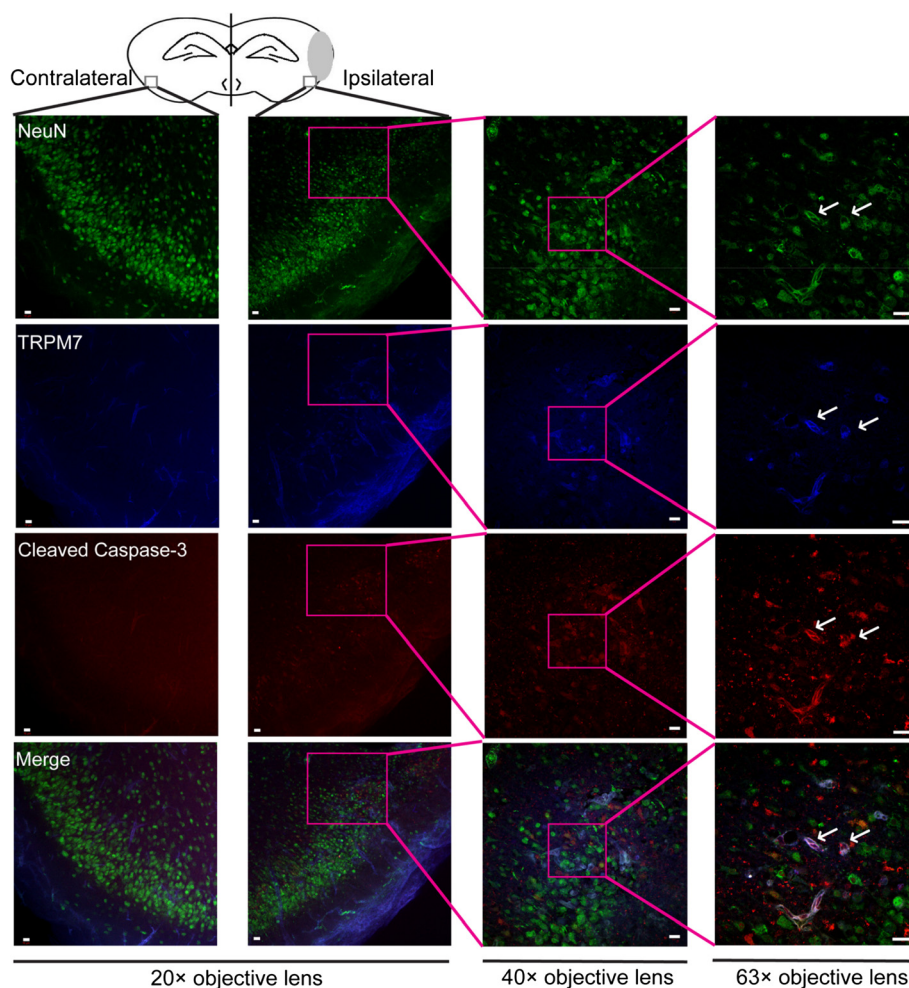 Contralateral
Ipsilateral
NeuN
TRPM7
Cleaved Caspase-3
Merge
20× objective lens
40× objective lens
63× objective lens